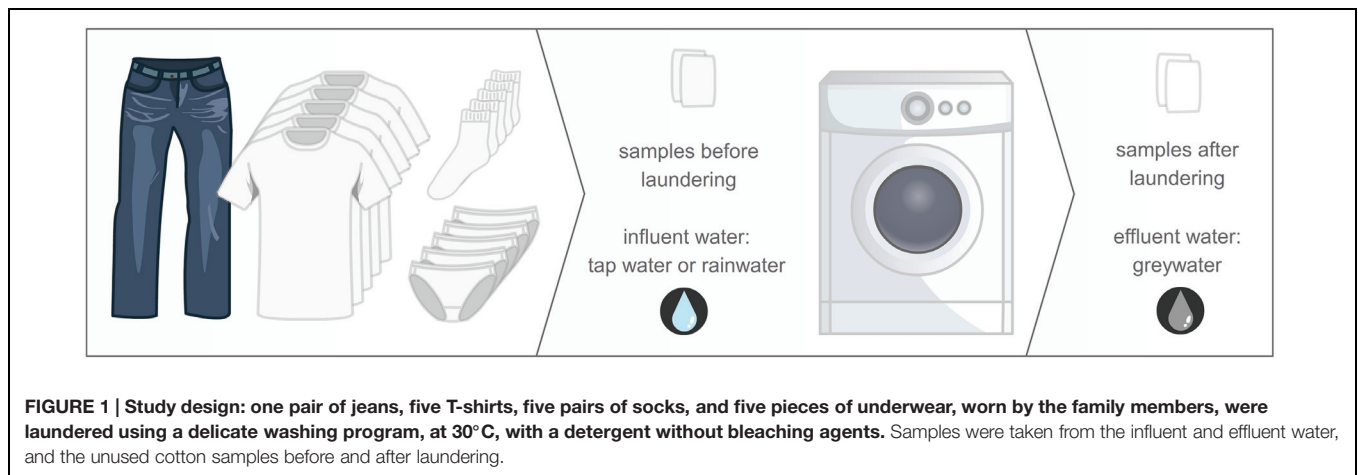 samples before
laundering
influent water:
tap water or rainwater
samples after
laundering
effluent water:
greywater
FIGURE 1 | Study design: one pair of jeans, five T-shirts, five pairs of socks, and five pieces of underwear, worn by the family members, were
laundered using a delicate washing program, at 30°C, with a detergent without bleaching agents. Samples were taken from the influent and effluent water,
and the unused cotton samples before and after laundering.